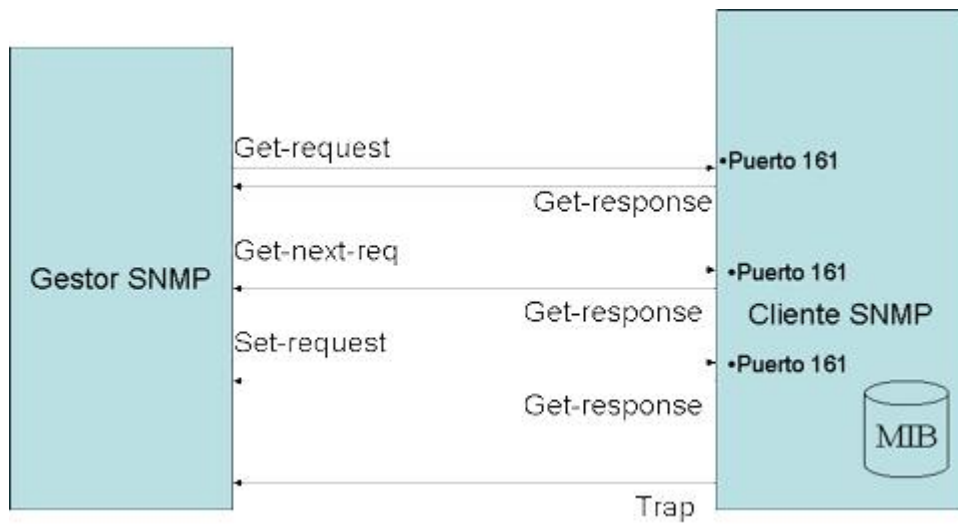 Get-request
•Puerto 161
Get-response
Get-next-req
Gestor SNMP
•Puerto 161
Get-response
Cliente SNMP
Set-request
•Puerto 161
Get-response
MIB
Trap